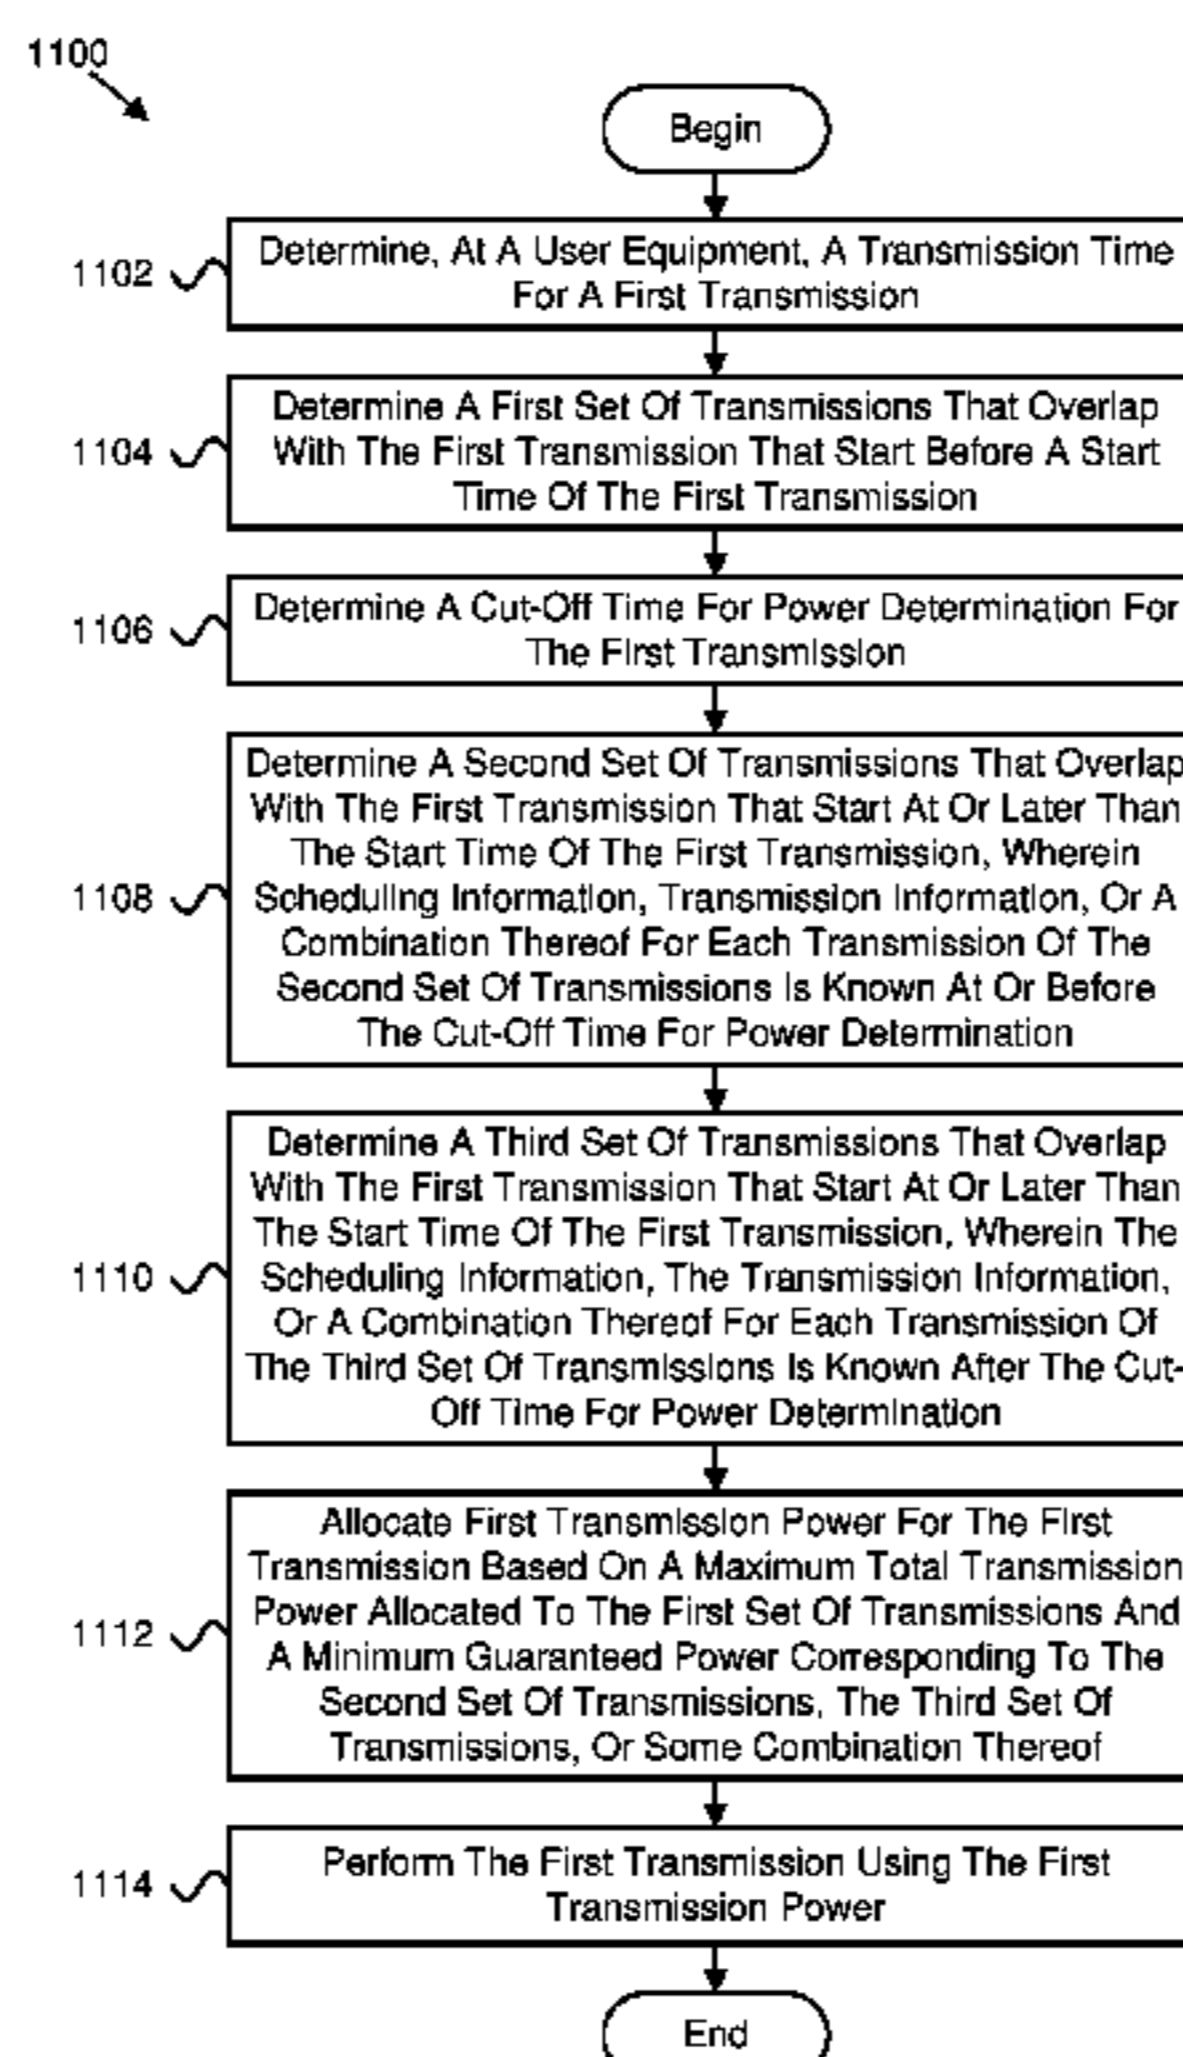 1100
Begin
1102
Determine, At A User Equipment, A Transmission Time
For A First Transmission
1104
Determine A First Set Of Transmissions That Overlap
With The First Transmission That Start Before A Start
Time Of The First Transmission
1106
Determine A Cut-Off Time For Power Determination For
The First Transmission
1108
Determine A Second Set Of Transmissions That Overlap
With The First Transmission That Start At Or Later Than
The Start Time Of The First Transmission, Wherein
Scheduling Information, Transmission Information, Or A
Combination Thereof For Each Transmission Of The
Second Set Of Transmissions Is Known At Or Before
The Cut-Off Time For Power Determination
1110
Determine A Third Set Of Transmissions That Overlap
With The First Transmission That Start At Or Later Than
The Start Time Of The First Transmission, Wherein The
Scheduling Information, The Transmission Information,
Or A Combination Thereof For Each Transmission Of
The Third Set Of Transmissions Is Known After The Cut-
Off Time For Power Determination
1112
Allocate First Transmission Power For The First
Transmission Based On A Maximum Total Transmission
Power Allocated To The First Set Of Transmissions And
A Minimum Guaranteed Power Corresponding To The
Second Set Of Transmissions, The Third Set Of
Transmissions, Or Some Combination Thereof
1114
Perform The First Transmission Using The First
Transmission Power
End